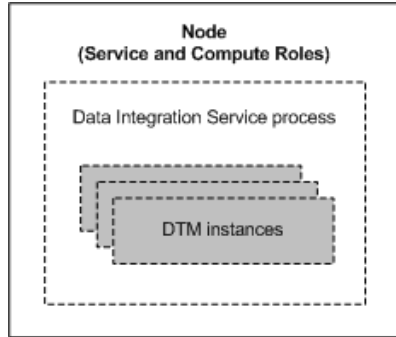 Node
(Service and Compute Roles)
Data Integration Service process
DTM instances